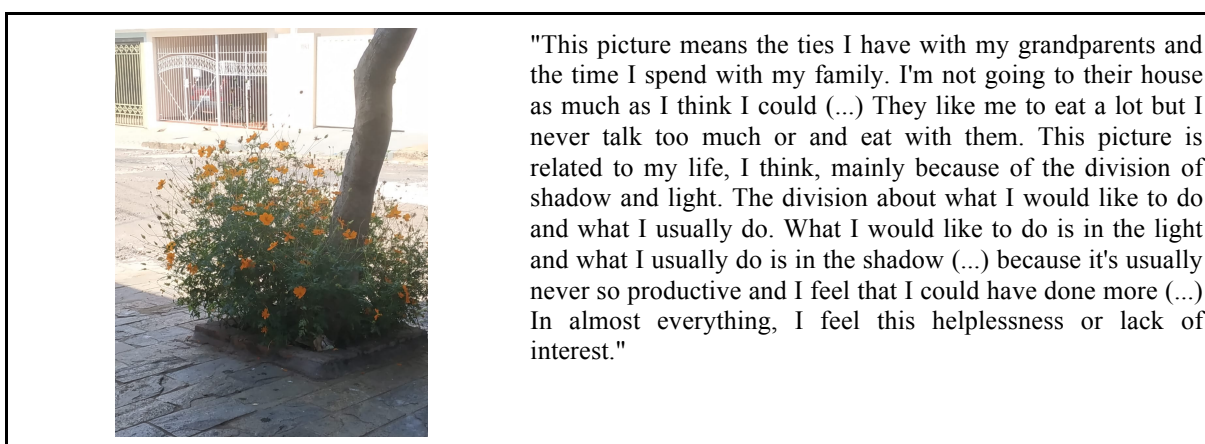 "This picture means the ties I have with my grandparents and
the time I spend with my family. I'm not going to their house
as much as I think I could (...) They like me to eat a lot but I
never talk too much or and eat with them. This picture is
related to my life, I think, mainly because of the division of
shadow and light. The division about what I would like to do
and what I usually do. What I would like to do is in the light
and what I usually do is in the shadow (...) because it's usually
never so productive and I feel that I could have done more (...)
In almost everything, I feel this helplessness or lack of
interest."